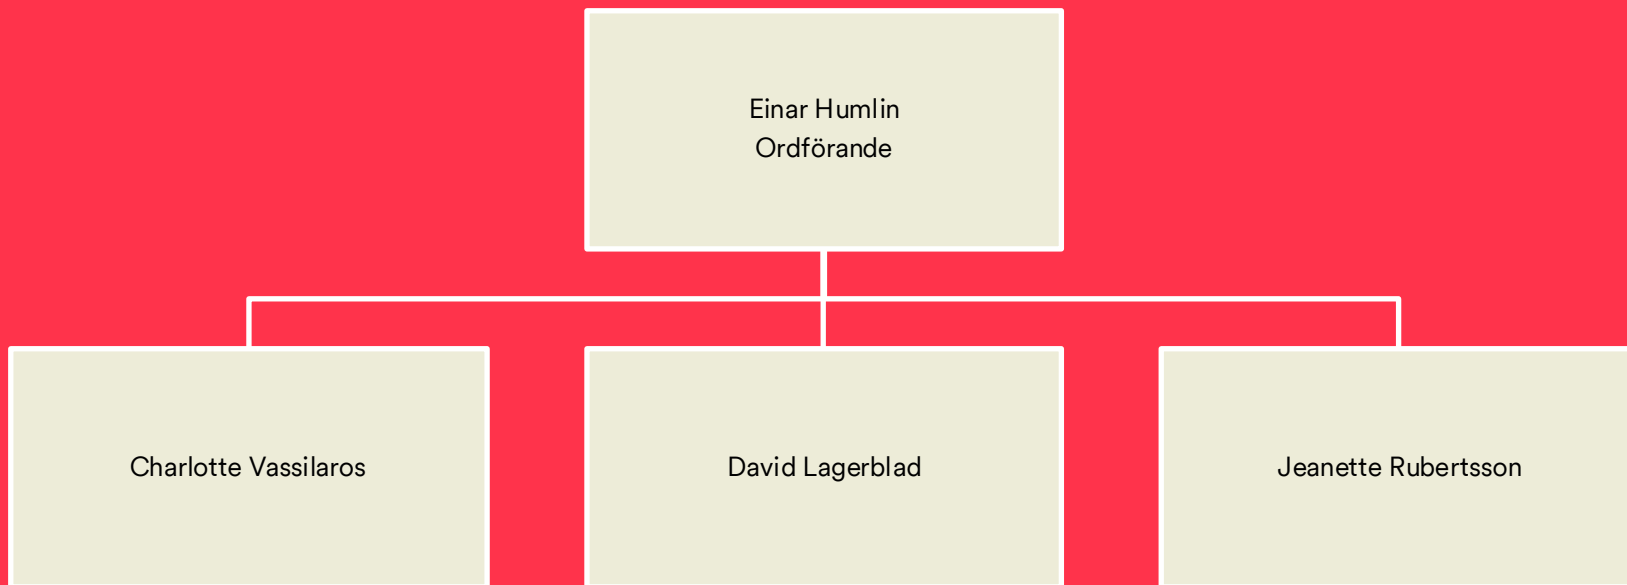 Einar Humlin
Ordförande
Charlotte Vassilaros
David Lagerblad
Jeanette Rubertsson